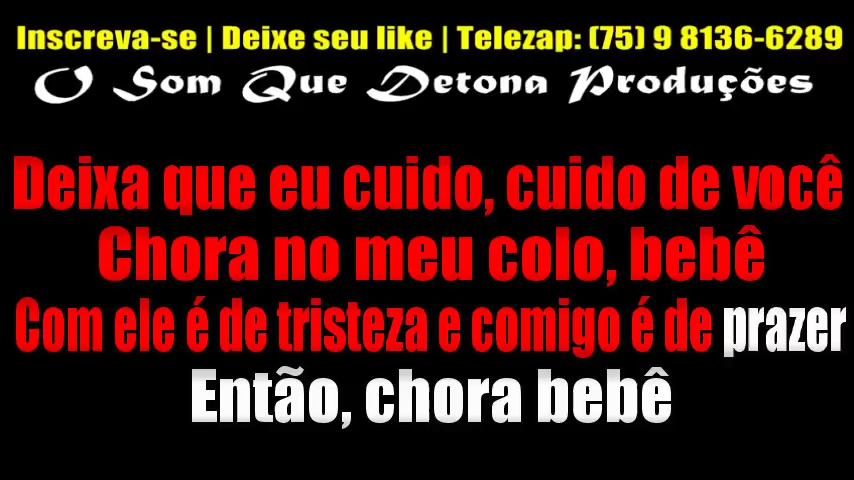 Inscreva-se | Deixe seu like | Telezap: (75) 9 8136-6289
O Som Que Detona Produções
Deixa que eu cuido, cuido de você
Chora no meu colo, bebê
Com ele é de tristeza e comigo é de prazer
Então, chora bebê